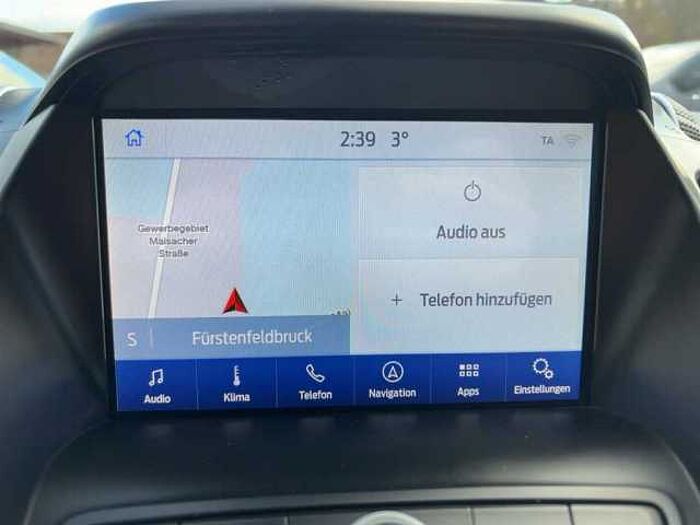 2:39 3° TA
Gewerbegebiet
Maisacher
Straße
Audio aus
+ Telefon hinzufügen
S Fürstenfeldbruck
Audio Klima Telefon Navigation Apps Einstellungen